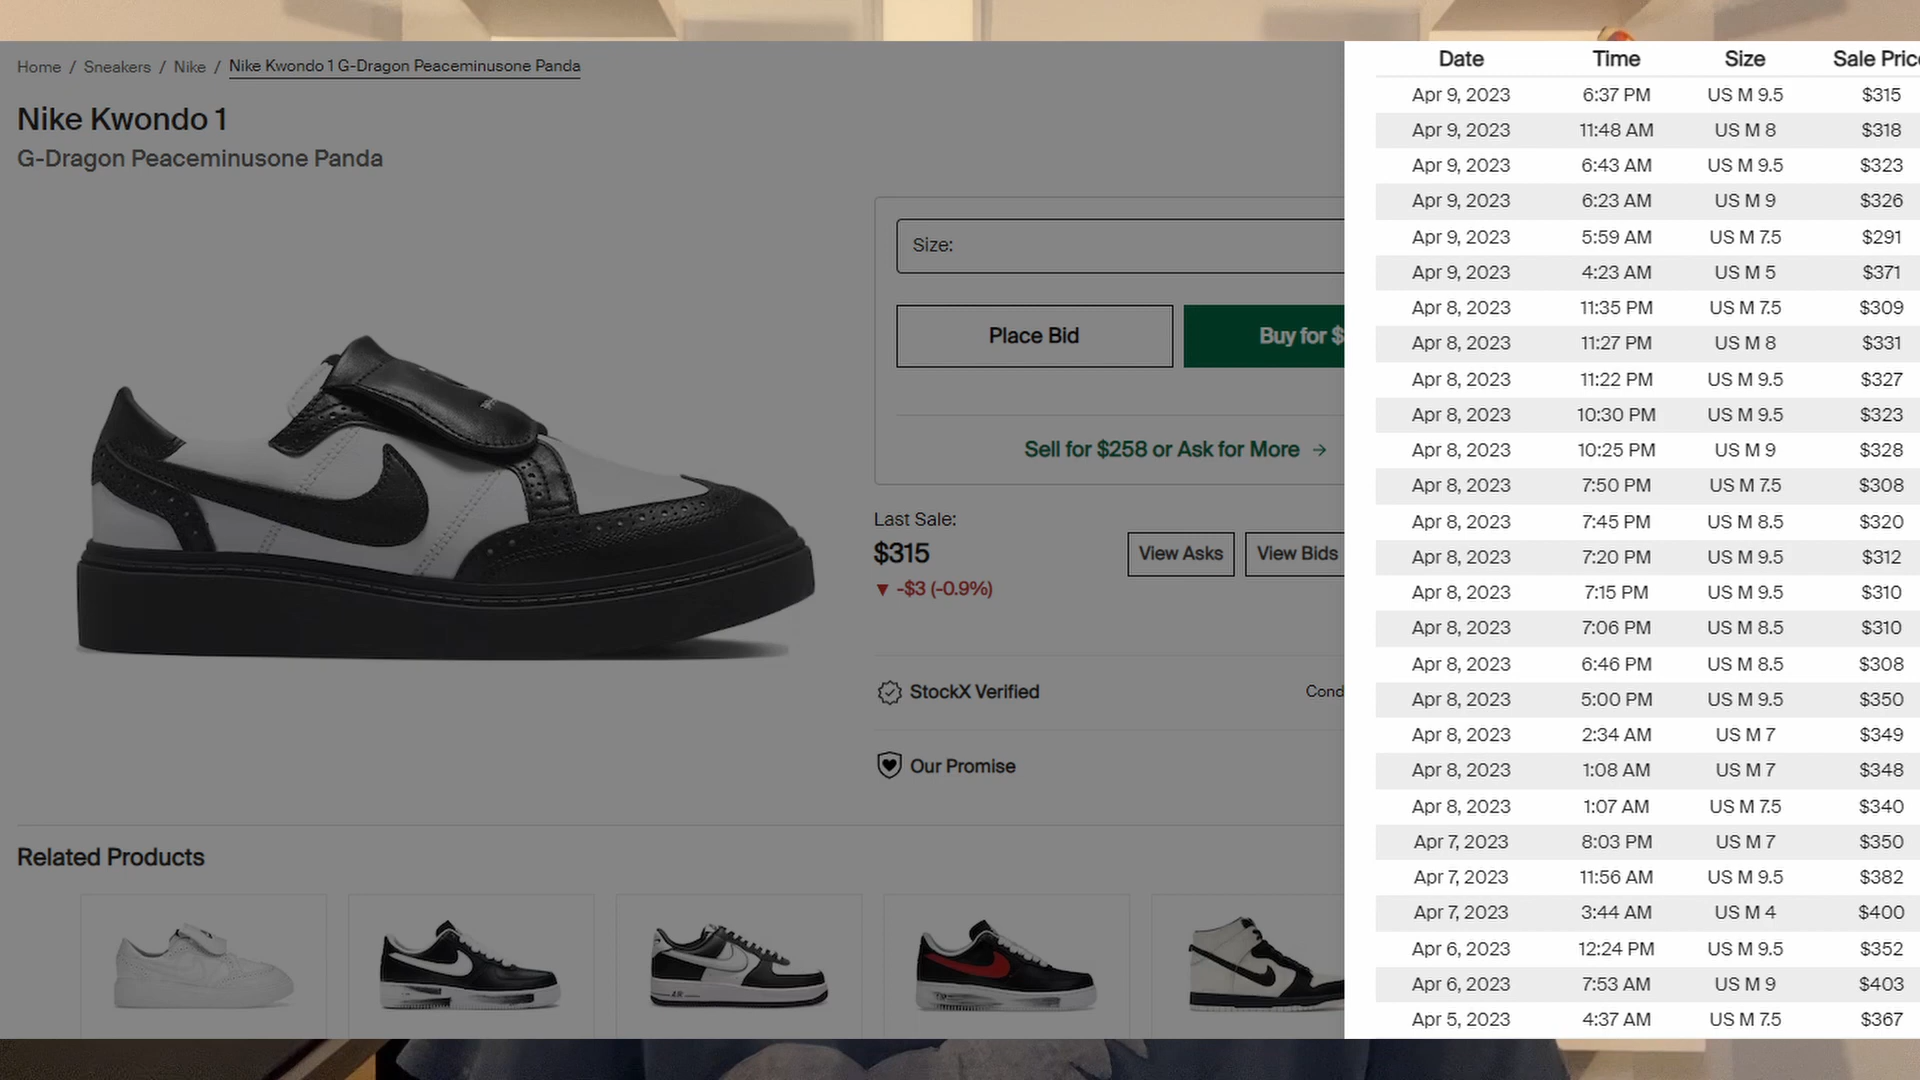 Home / Sneakers / Nike / Nike Kwondo 1 G-Dragon Peaceminusone Panda
Nike Kwondo 1
G-Dragon Peaceminusone Panda
Size:
Place Bid
Buy for $
Sell for $258 or Ask for More →
Last Sale:
$315
▼ -$3 (-0.9%)
View Asks
View Bids
StockX Verified
Cond
Our Promise
Related Products
Date Time Size Sale Pric
Apr 9, 2023 6:37 PM US M 9.5 $315
Apr 9, 2023 11:48 AM US M 8 $318
Apr 9, 2023 6:43 AM US M 9.5 $323
Apr 9, 2023 6:23 AM US M 9 $326
Apr 9, 2023 5:59 AM US M 7.5 $291
Apr 9, 2023 4:23 AM US M 5 $371
Apr 8, 2023 11:35 PM US M 7.5 $309
Apr 8, 2023 11:27 PM US M 8 $331
Apr 8, 2023 11:22 PM US M 9.5 $327
Apr 8, 2023 10:30 PM US M 9.5 $323
Apr 8, 2023 10:25 PM US M 9 $328
Apr 8, 2023 7:50 PM US M 7.5 $308
Apr 8, 2023 7:45 PM US M 8.5 $320
Apr 8, 2023 7:20 PM US M 9.5 $312
Apr 8, 2023 7:15 PM US M 9.5 $310
Apr 8, 2023 7:06 PM US M 8.5 $310
Apr 8, 2023 6:46 PM US M 8.5 $308
Apr 8, 2023 5:00 PM US M 9.5 $350
Apr 8, 2023 2:34 AM US M 7 $349
Apr 8, 2023 1:08 AM US M 7 $348
Apr 8, 2023 1:07 AM US M 7.5 $340
Apr 7, 2023 8:03 PM US M 7 $350
Apr 7, 2023 11:56 AM US M 9.5 $382
Apr 7, 2023 3:44 AM US M 4 $400
Apr 6, 2023 12:24 PM US M 9.5 $352
Apr 6, 2023 7:53 AM US M 9 $403
Apr 5, 2023 4:37 AM US M 7.5 $367